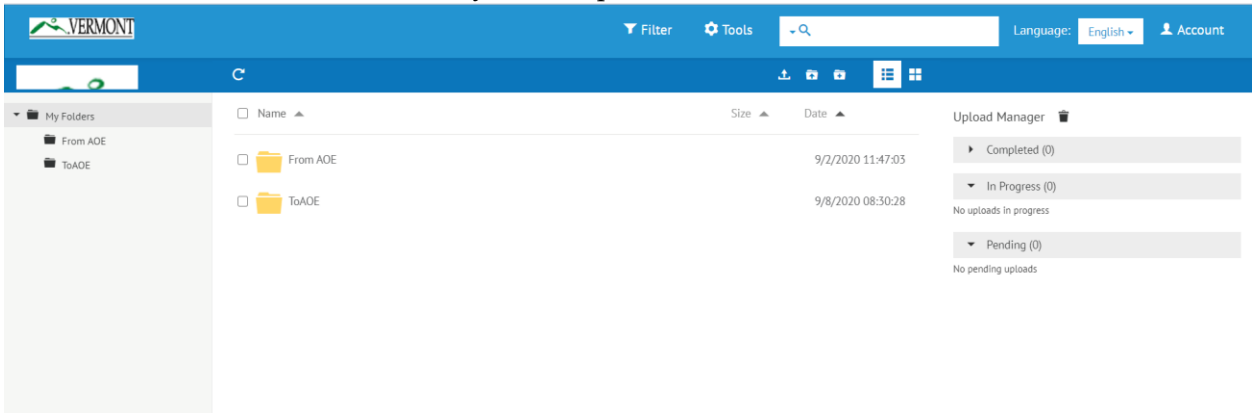 VERMONT
Filter
Tools
Language:
English
Account
My Folders
From AOE
ToAOE
Name
Size
Date
From AOE
9/2/2020 11:47:03
ToAOE
9/8/2020 08:30:28
Upload Manager
Completed (0)
In Progress (0)
No uploads in progress
Pending (0)
No pending uploads